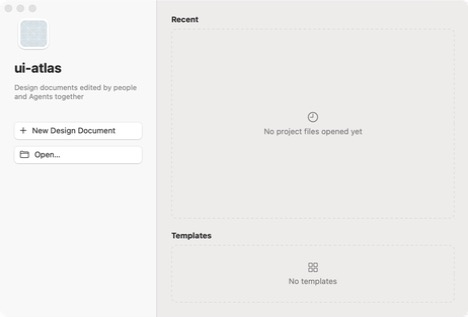 ui-atlas
Design documents edited by people
and Agents together
New Design Document
Open...
Recent
No project files opened yet
Templates
No templates